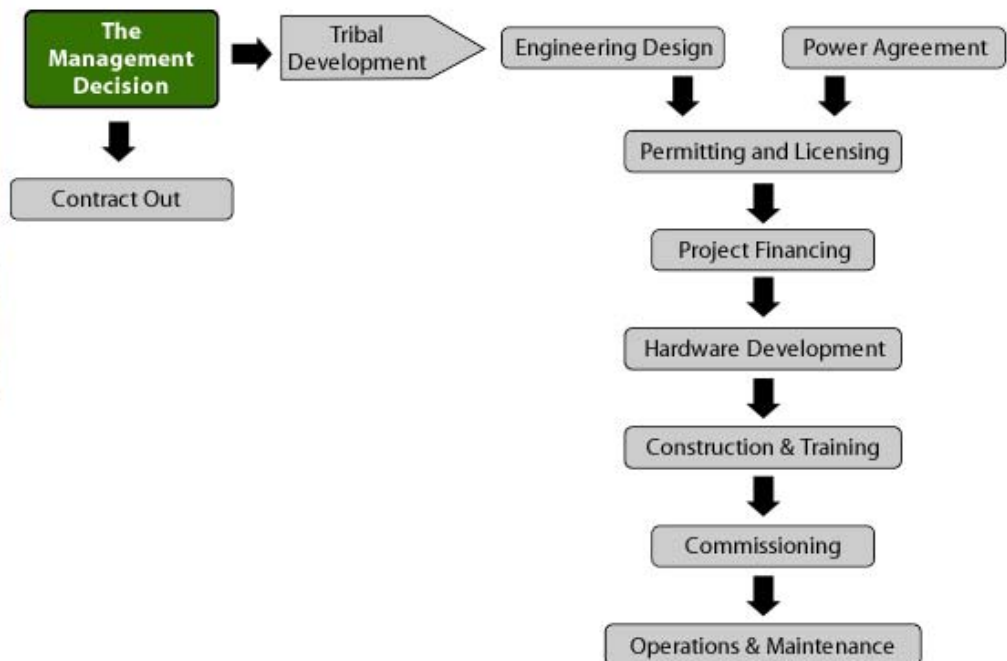 The
Management
Decision
Tribal
Development
Engineering Design
Power Agreement
Contract Out
Permitting and Licensing
Project Financing
Hardware Development
Construction & Training
Commissioning
Operations & Maintenance